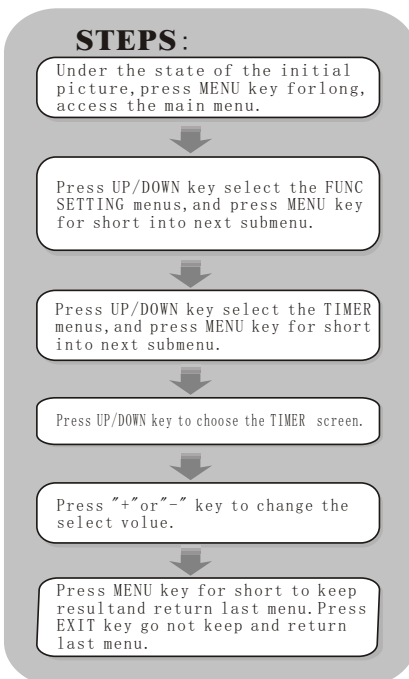 STEPS:
Under the state of the initial
picture,press MENU key forlong,
access the main menu.
Press UP/DOWN key select the FUNC
SETTING menus,and press MENU key
for short into next submenu.
Press UP/DOWN key select the TIMER
menus,and press MENU key for short
into next submenu.
Press UP/DOWN key to choose the TIMER screen.
Press "+"or"-" key to change the
select volue.
Press MENU key for short to keep
resultand return last menu.Press
EXIT key go not keep and return
last menu.